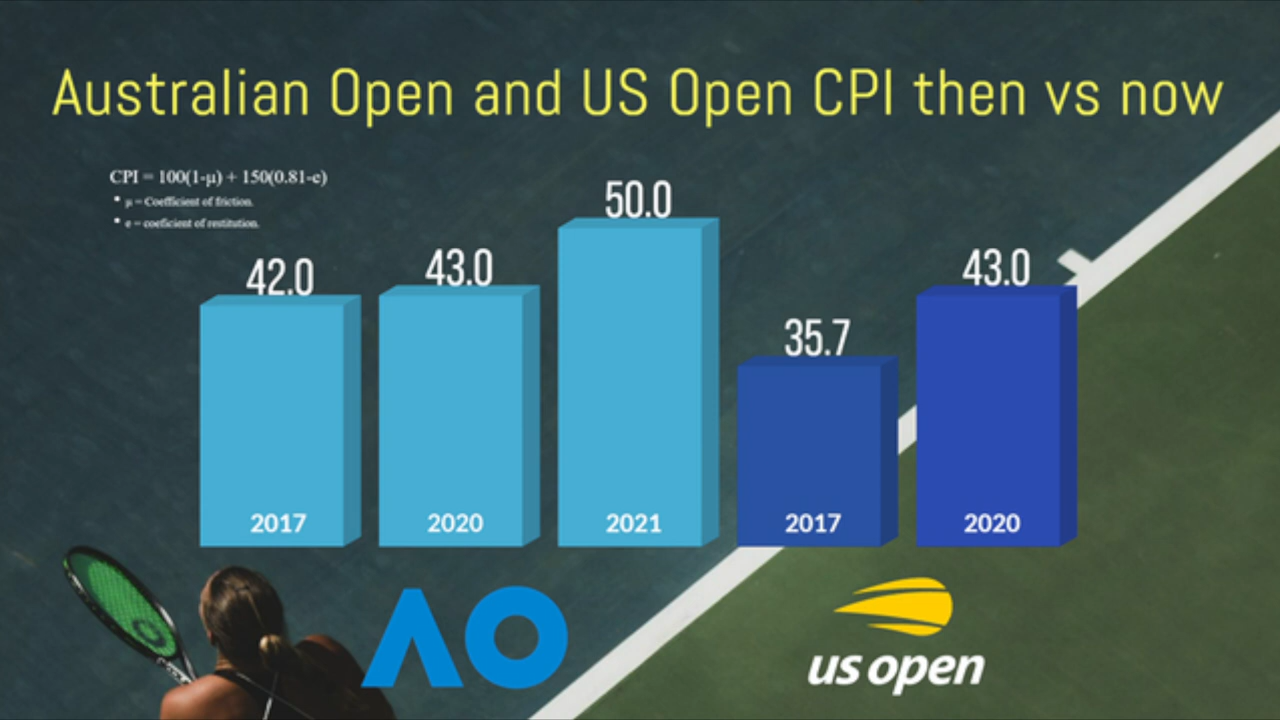 Australian Open and US Open CPI then vs now
CPI = 100(1-μ) + 150(0.81-e)
• μ = Coefficient of friction.
• e = coeficient of restitution.
50.0
42.0
43.0
43.0
35.7
2017
2020
2021
2017
2020
AO
us open